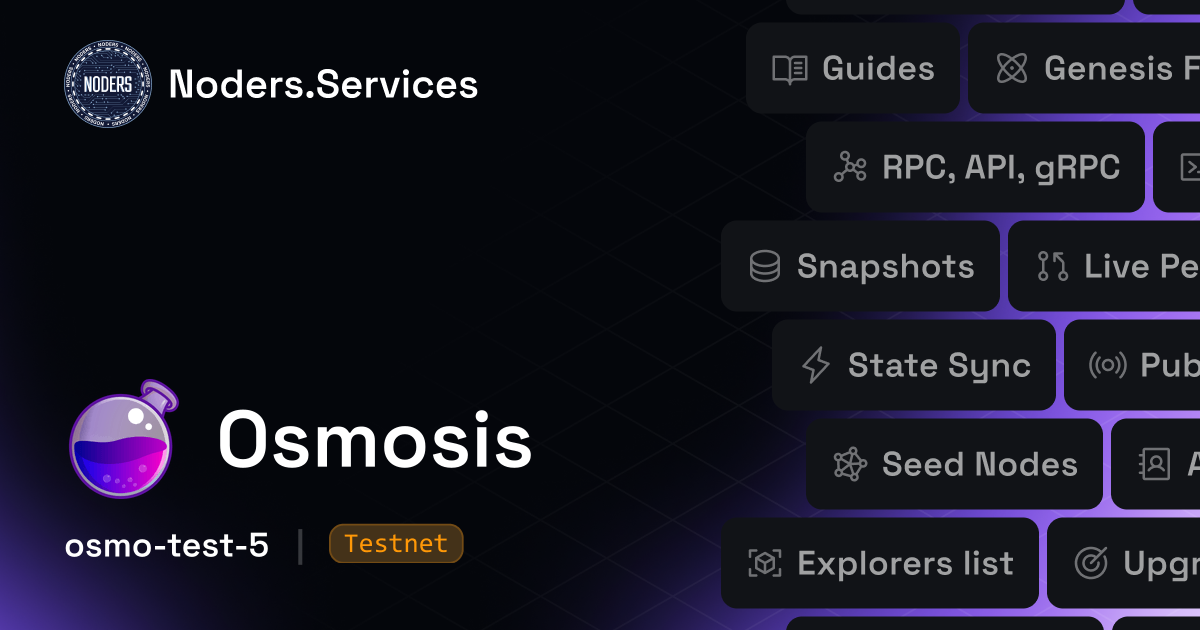 NODERS
Noders.Services
Guides
Genesis F
RPC, API, gRPC
Snapshots
Live Pe
State Sync
Pub
Seed Nodes
A
Explorers list
Upgr
Osmosis
osmo-test-5 | Testnet